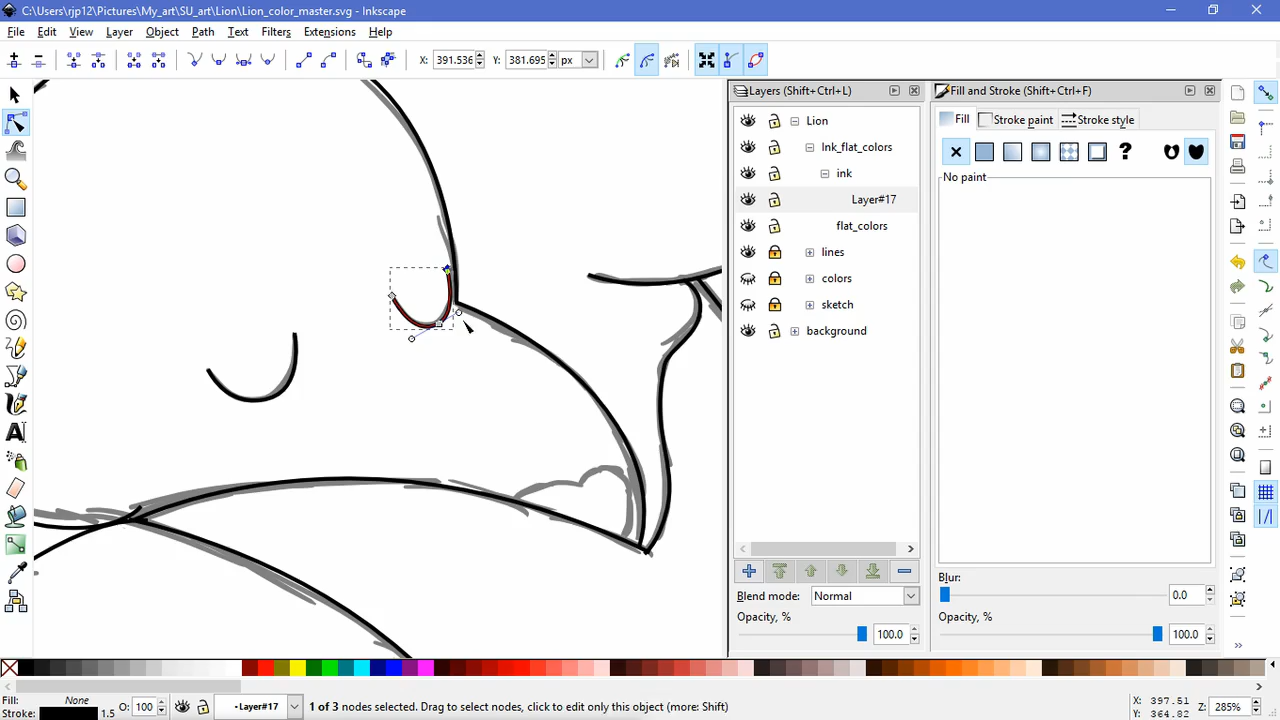 C:\Users\rjp12\Pictures\My_art\SU_art\Lion\Lion_color_master.svg - Inkscape
File Edit View Layer Object Path Text Filters Extensions Help
X: 391.536 Y: 381.695 px
Layers (Shift+Ctrl+L)
Fill and Stroke (Shift+Ctrl+F)
Lion
Ink_flat_colors
ink
Layer#17
flat_colors
lines
colors
sketch
background
Fill Stroke paint Stroke style
No paint
Blend mode: Normal
Opacity, %
100.0
Blur:
0.0
Opacity, %
100.0
Fill: None
Stroke: 1.5
O: 100
•Layer#17
1 of 3 nodes selected. Drag to select nodes, click to edit only this object (more: Shift)
X: 397.51
Y: 364.82
Z: 285%